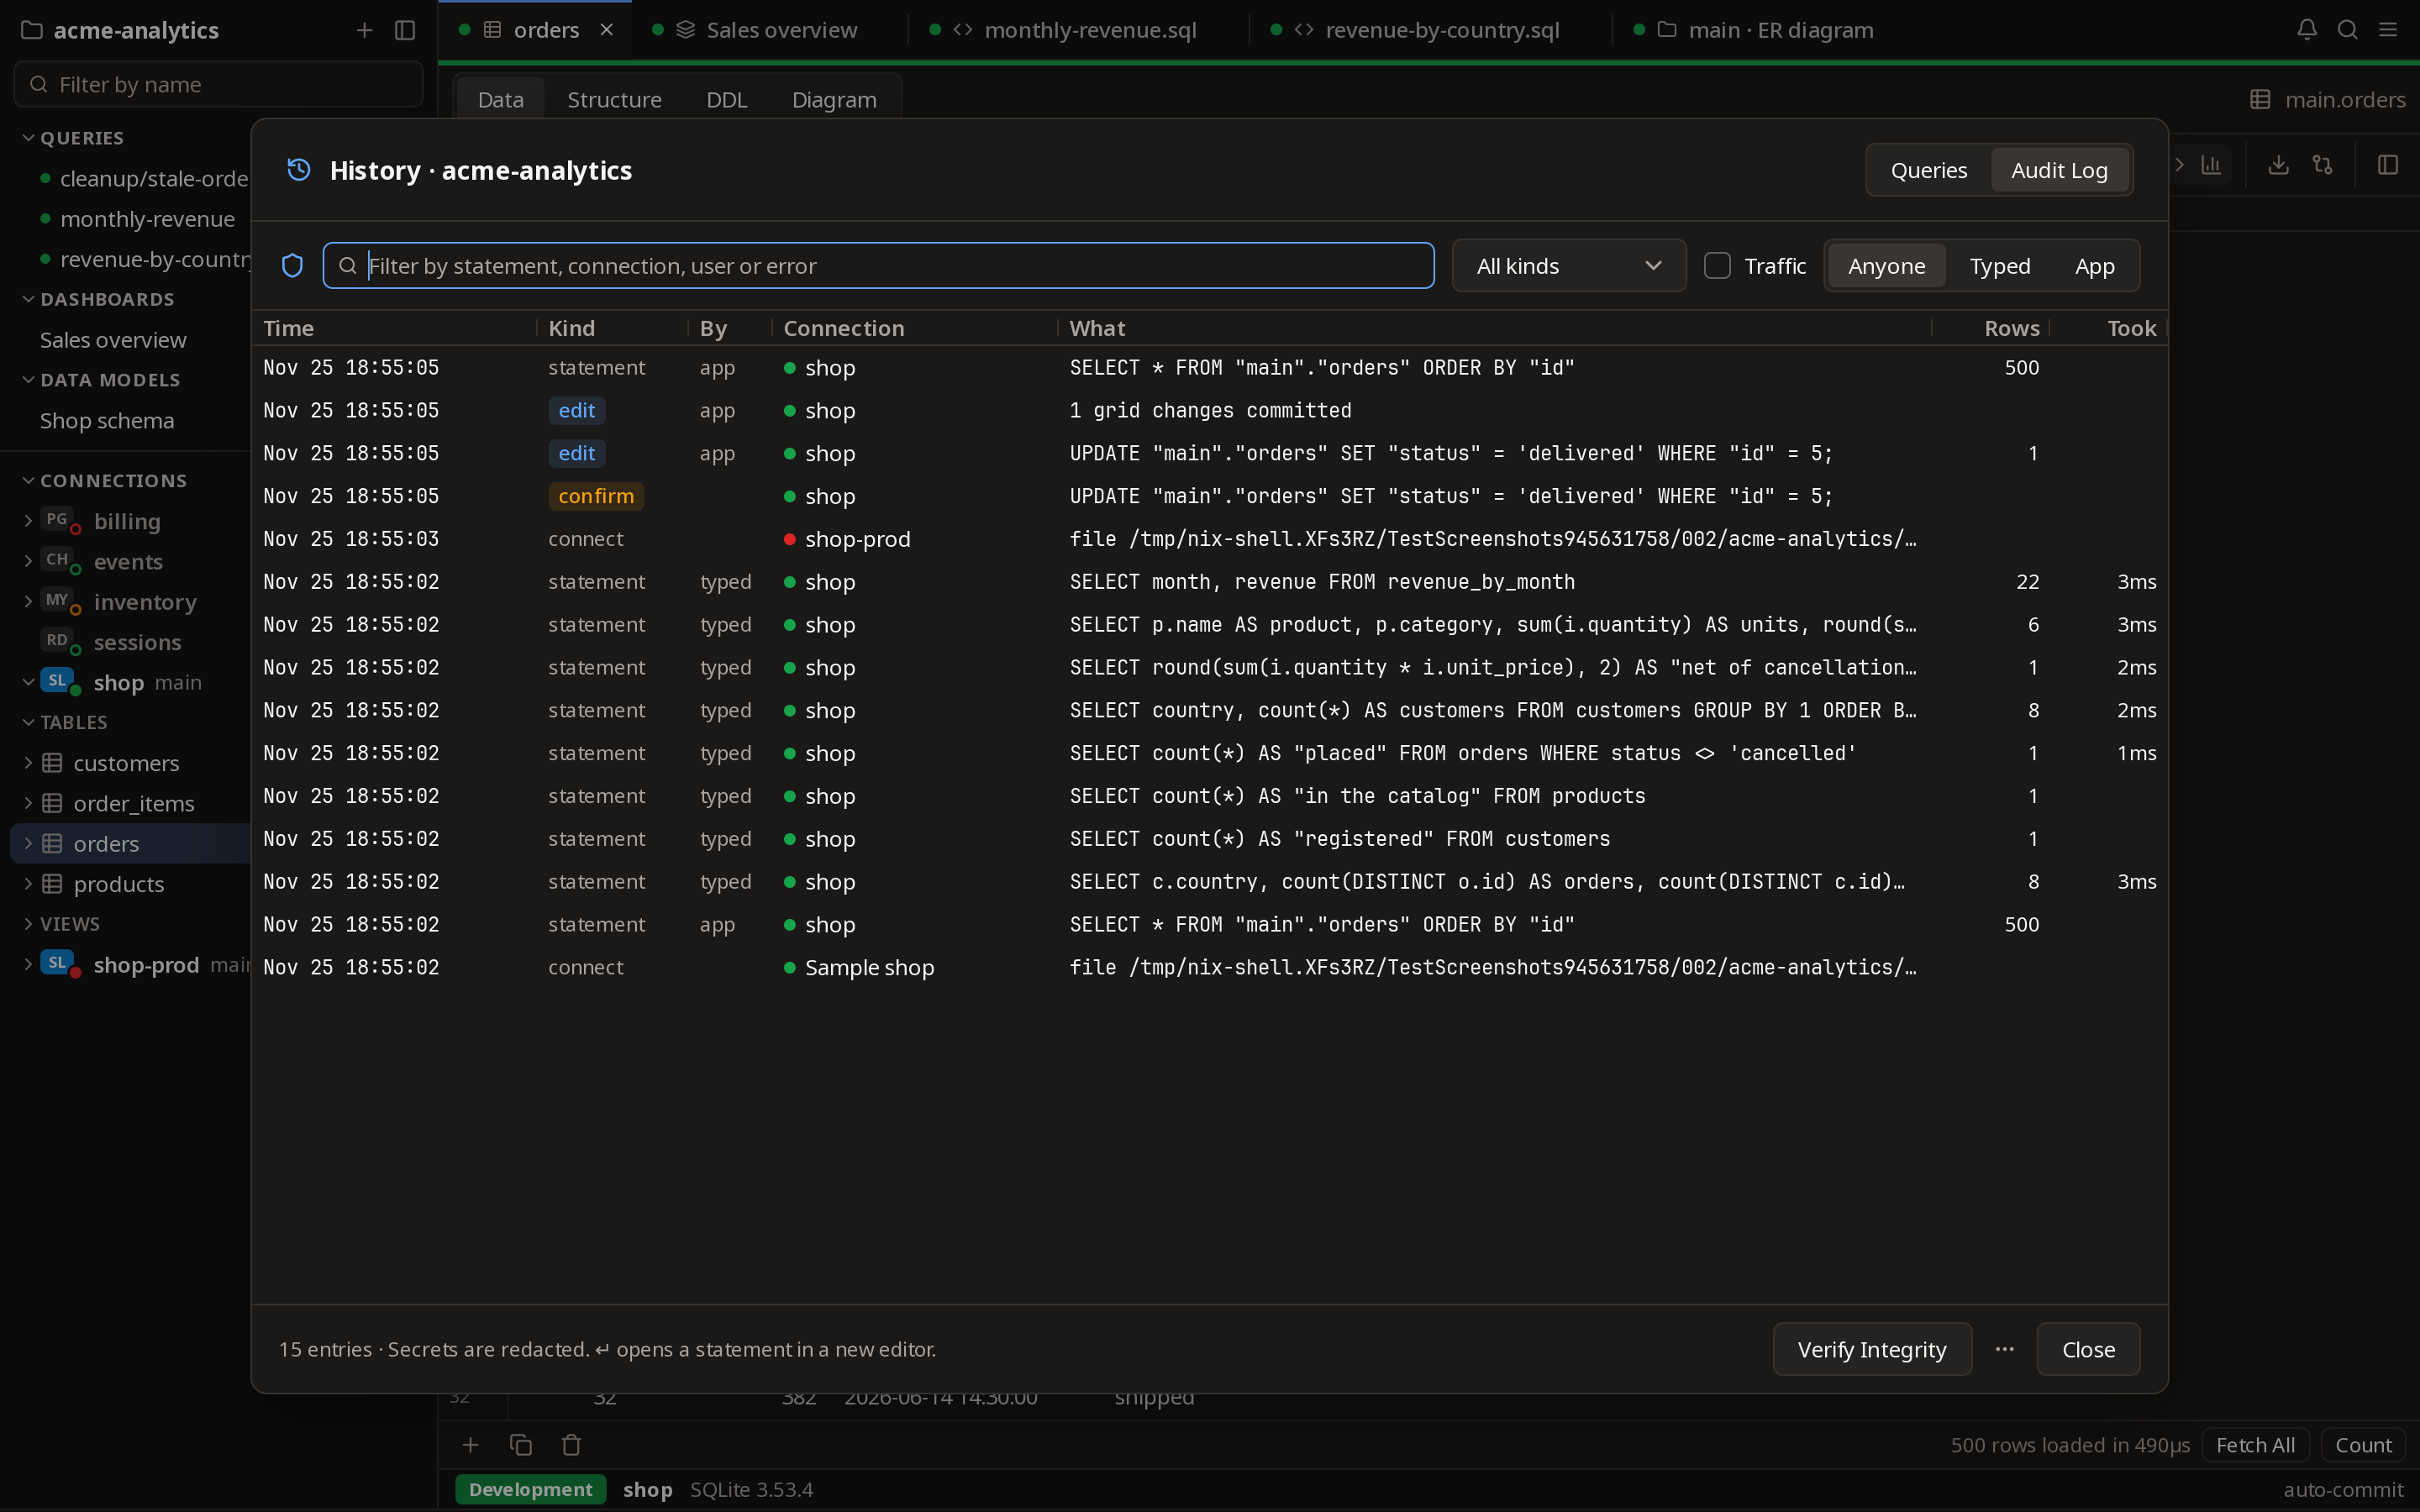 acme-analytics
orders
Sales overview
monthly-revenue.sql
revenue-by-country.sql
main · ER diagram
Filter by name
Data Structure DDL Diagram
main.orders
QUERIES
cleanup/stale-orde
monthly-revenue
revenue-by-country
DASHBOARDS
Sales overview
DATA MODELS
Shop schema
CONNECTIONS
PG billing
CH events
MY inventory
RD sessions
SL shop main
TABLES
customers
order_items
orders
products
VIEWS
SL shop-prod main
History · acme-analytics
Queries Audit Log
Filter by statement, connection, user or error
All kinds
Traffic
Anyone Typed App
Time Kind By Connection What Rows Took
Nov 25 18:55:05 statement app shop SELECT * FROM "main"."orders" ORDER BY "id" 500
Nov 25 18:55:05 edit app shop 1 grid changes committed
Nov 25 18:55:05 edit app shop UPDATE "main"."orders" SET "status" = 'delivered' WHERE "id" = 5; 1
Nov 25 18:55:05 confirm shop UPDATE "main"."orders" SET "status" = 'delivered' WHERE "id" = 5;
Nov 25 18:55:03 connect shop-prod file /tmp/nix-shell.XFs3RZ/TestScreenshots945631758/002/acme-analytics/…
Nov 25 18:55:02 statement typed shop SELECT month, revenue FROM revenue_by_month 22 3ms
Nov 25 18:55:02 statement typed shop SELECT p.name AS product, p.category, sum(i.quantity) AS units, round(s… 6 3ms
Nov 25 18:55:02 statement typed shop SELECT round(sum(i.quantity * i.unit_price), 2) AS "net of cancellation… 1 2ms
Nov 25 18:55:02 statement typed shop SELECT country, count(*) AS customers FROM customers GROUP BY 1 ORDER B… 8 2ms
Nov 25 18:55:02 statement typed shop SELECT count(*) AS "placed" FROM orders WHERE status <> 'cancelled' 1 1ms
Nov 25 18:55:02 statement typed shop SELECT count(*) AS "in the catalog" FROM products 1
Nov 25 18:55:02 statement typed shop SELECT count(*) AS "registered" FROM customers 1
Nov 25 18:55:02 statement typed shop SELECT c.country, count(DISTINCT o.id) AS orders, count(DISTINCT c.id)… 8 3ms
Nov 25 18:55:02 statement app shop SELECT * FROM "main"."orders" ORDER BY "id" 500
Nov 25 18:55:02 connect Sample shop file /tmp/nix-shell.XFs3RZ/TestScreenshots945631758/002/acme-analytics/…
15 entries · Secrets are redacted. ↵ opens a statement in a new editor.
Verify Integrity ··· Close
32 32 382 2026-06-14 14:30:00 shipped
500 rows loaded in 490µs Fetch All Count
Development shop SQLite 3.53.4 auto-commit